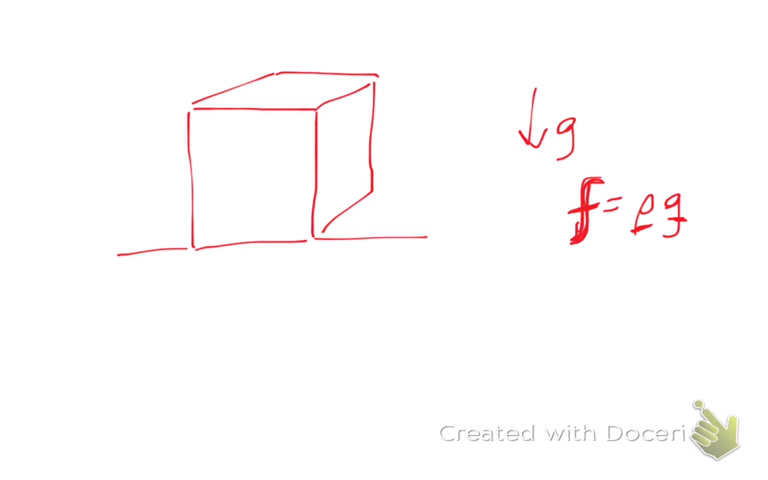 ↓g
f = ρg
Created with Doceri